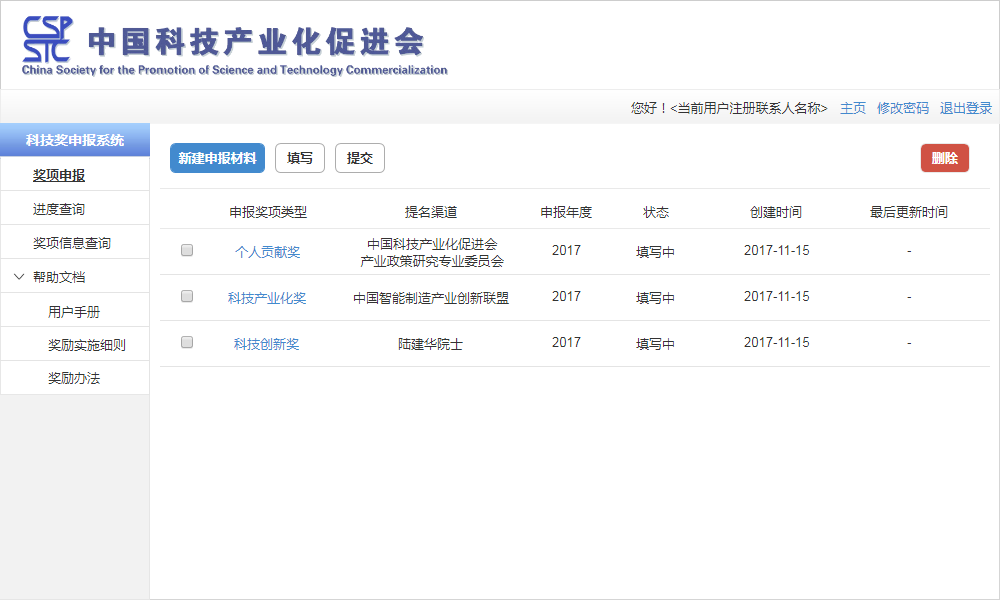 CSP
STC
中国科技产业化促进会
China Society for the Promotion of Science and Technology Commercialization
您好！<当前用户注册联系人名称> 主页 修改密码 退出登录
科技奖申报系统
奖项申报
进度查询
奖项信息查询
帮助文档
用户手册
奖励实施细则
奖励办法
新建申报材料 填写 提交 删除
申报奖项类型 提名渠道 申报年度 状态 创建时间 最后更新时间
个人贡献奖 中国科技产业化促进会 2017 填写中 2017-11-15 -
产业政策研究专业委员会
科技产业化奖 中国智能制造产业创新联盟 2017 填写中 2017-11-15 -
科技创新奖 陆建华院士 2017 填写中 2017-11-15 -